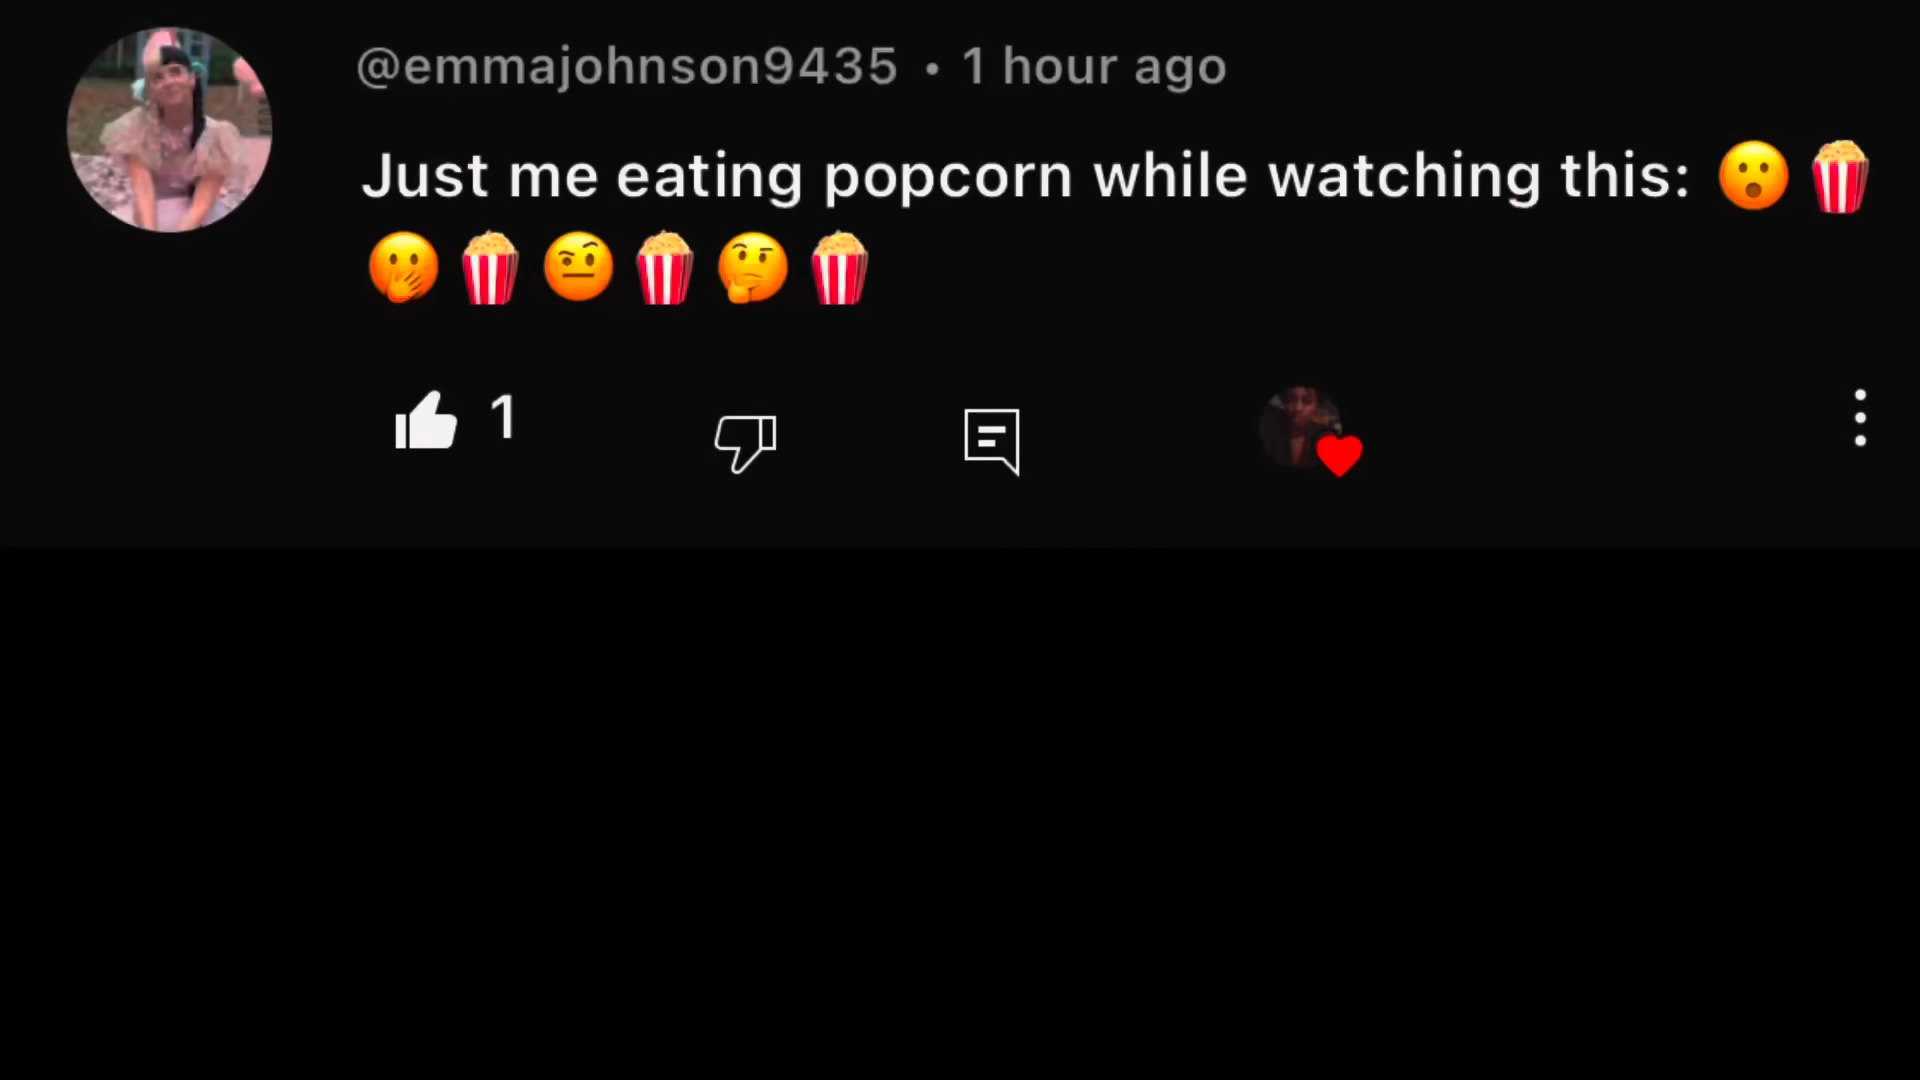 @emmajohnson9435 • 1 hour ago
Just me eating popcorn while watching this: 😮🍿
🫢🍿🤨🍿🤔🍿
1